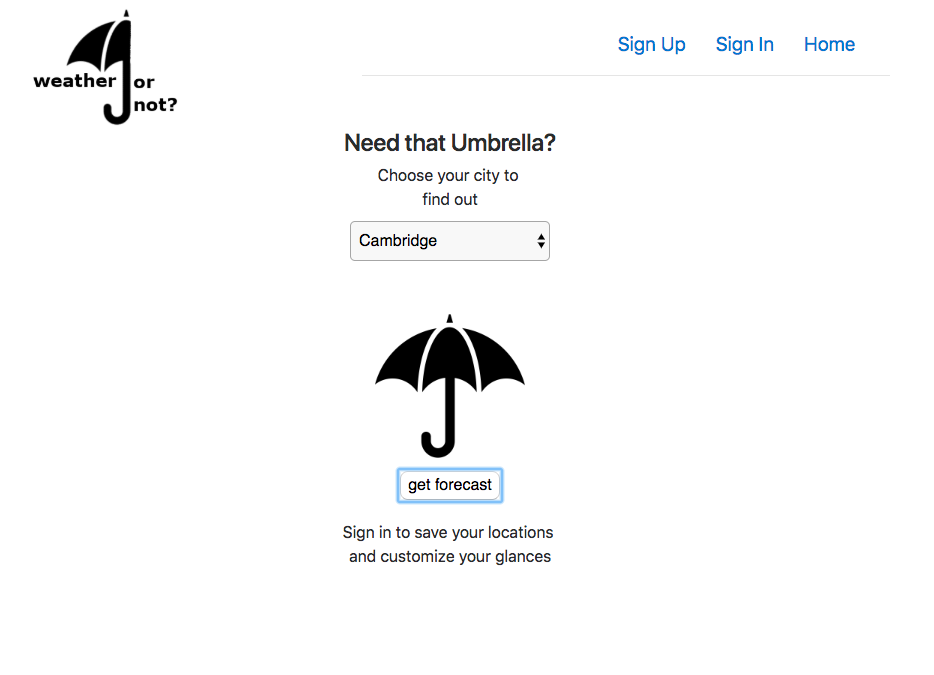 weather or
not?
Sign Up Sign In Home
Need that Umbrella?
Choose your city to
find out
Cambridge
get forecast
Sign in to save your locations
and customize your glances